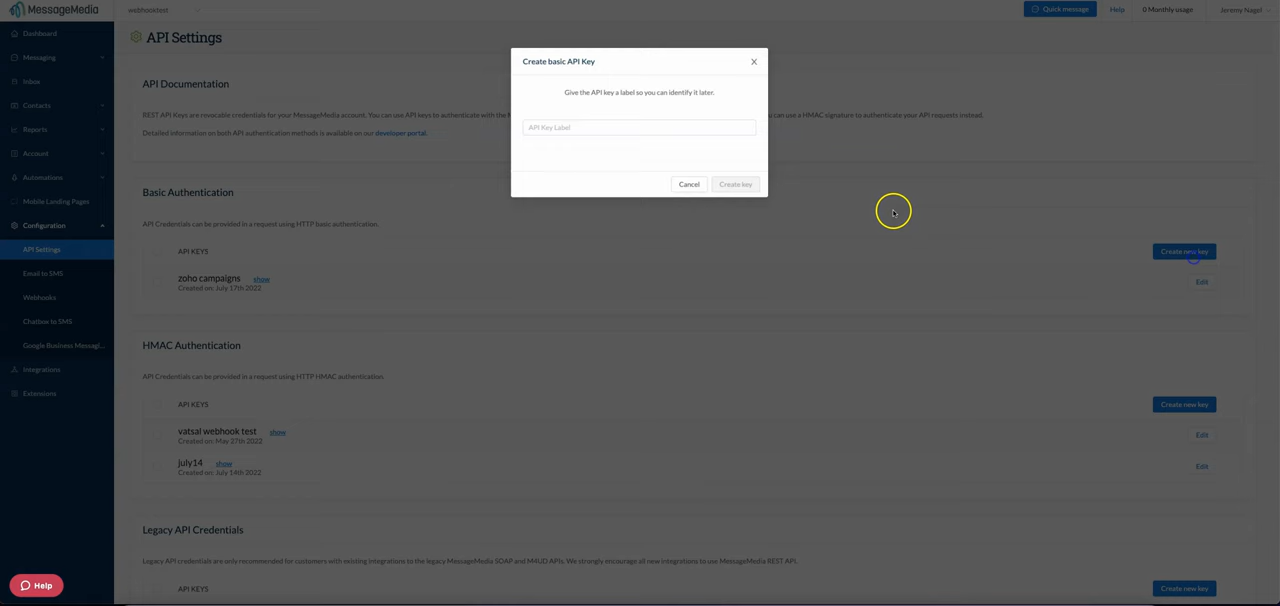 MessageMedia
webhooktest
Quick message
Help
0 Monthly usage
Jeremy Nagel
Dashboard
Messaging
Inbox
Contacts
Reports
Account
Automations
Mobile Landing Pages
Configuration
API Settings
Email to SMS
Webhooks
Chatbox to SMS
Google Business Messagi...
Integrations
Extensions
Help
API Settings
API Documentation
REST API Keys are revocable credentials for your MessageMedia account. You can use API keys to authenticate with the
can use a HMAC signature to authenticate your API requests instead.
Detailed information on both API authentication methods is available on our developer portal.
Create basic API Key
X
Give the API key a label so you can identify it later.
API Key Label
Cancel
Create key
Basic Authentication
API Credentials can be provided in a request using HTTP basic authentication.
API KEYS
Create new key
zoho campaigns show
Created on: July 17th 2022
Edit
HMAC Authentication
API Credentials can be provided in a request using HTTP HMAC authentication.
API KEYS
Create new key
vatsal webhook test show
Created on: May 27th 2022
Edit
july14 show
Created on: July 14th 2022
Edit
Legacy API Credentials
Legacy API credentials are only recommended for customers with existing integrations to the legacy MessageMedia SOAP and M4UD APIs. We strongly encourage all new integrations to use MessageMedia REST API.
API KEYS
Create new key